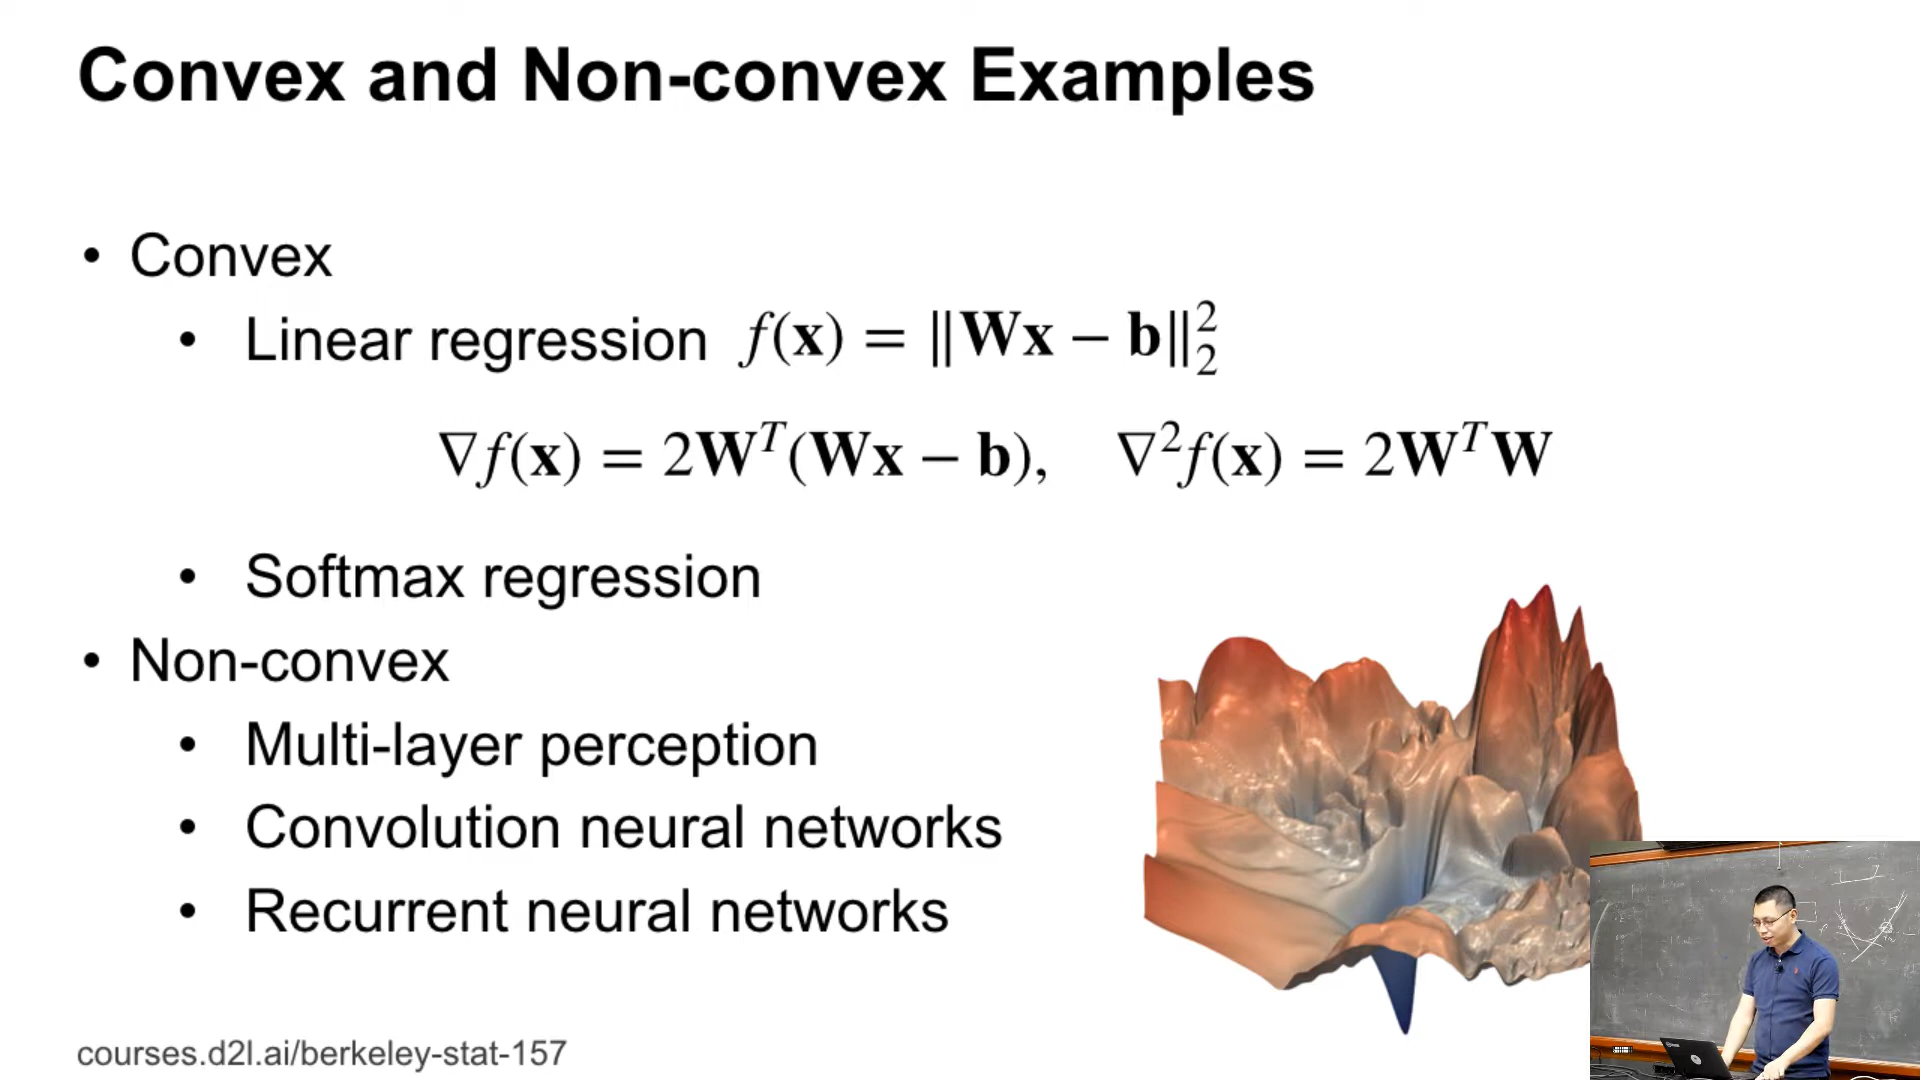 Convex and Non-convex Examples
• Convex
• Linear regression f(x) = ‖Wx − b‖₂²
∇f(x) = 2Wᵀ(Wx − b), ∇²f(x) = 2WᵀW
• Softmax regression
• Non-convex
• Multi-layer perception
• Convolution neural networks
• Recurrent neural networks
courses.d2l.ai/berkeley-stat-157